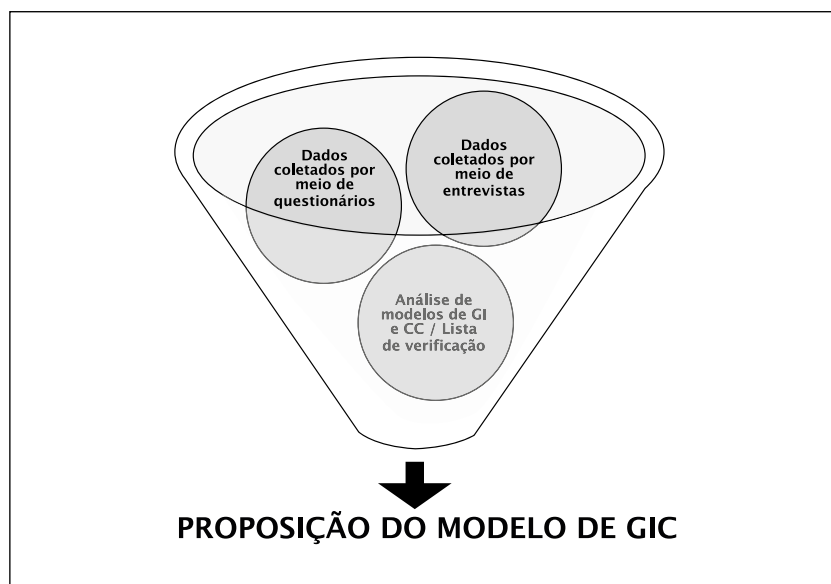 Dados
coletados por
meio de
questionários
Dados
coletados por
meio de
entrevistas
Análise de
modelos de GI
e CC / Lista
de verificação
PROPOSIÇÃO DO MODELO DE GIC